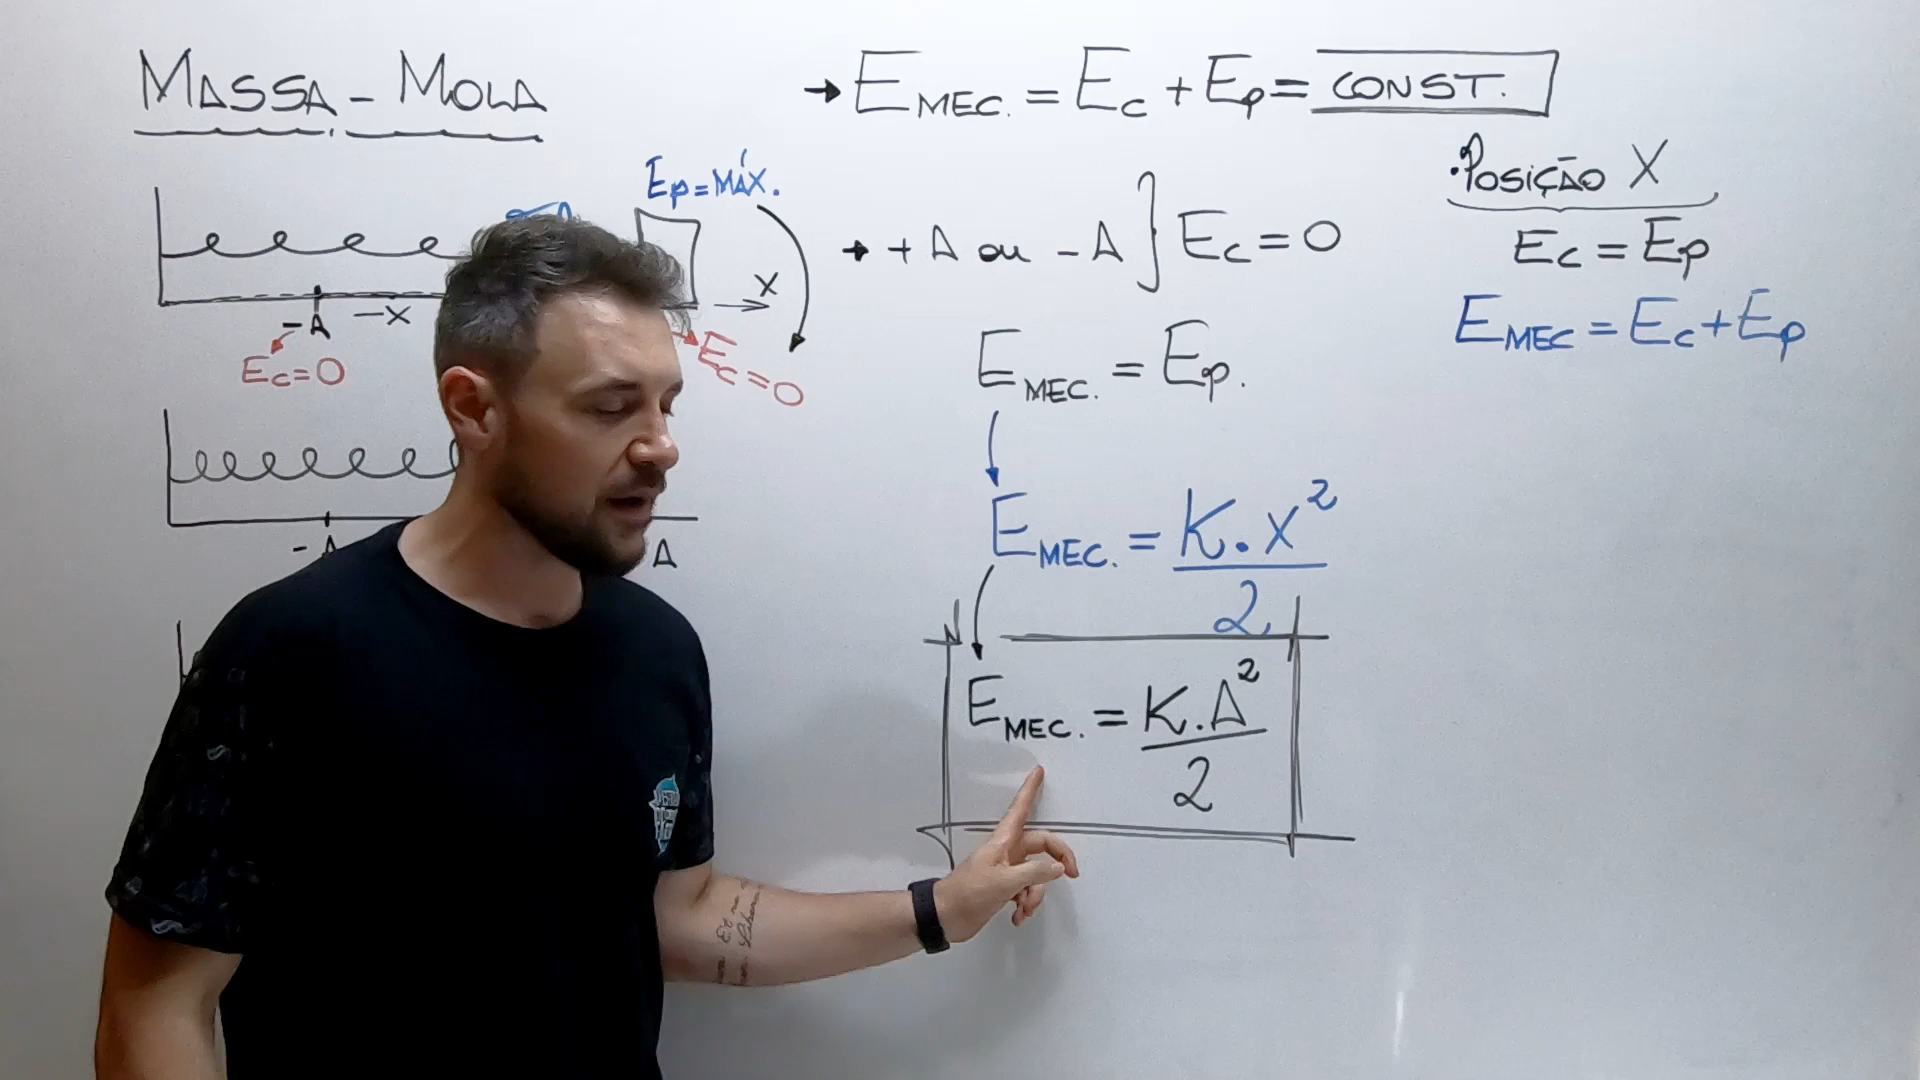 MASSA - MOLA
→ EMEC. = Ec + Ep = CONST.
Ep = MÁX.
x
-A -x
Ec=0
Ec=0
-A
A
→ +A ou -A } Ec = 0
EMEC. = Ep.
EMEC. = K.x²
2
EMEC. = K.A²
2
• POSIÇÃO X
Ec = Ep
EMEC = Ec + Ep